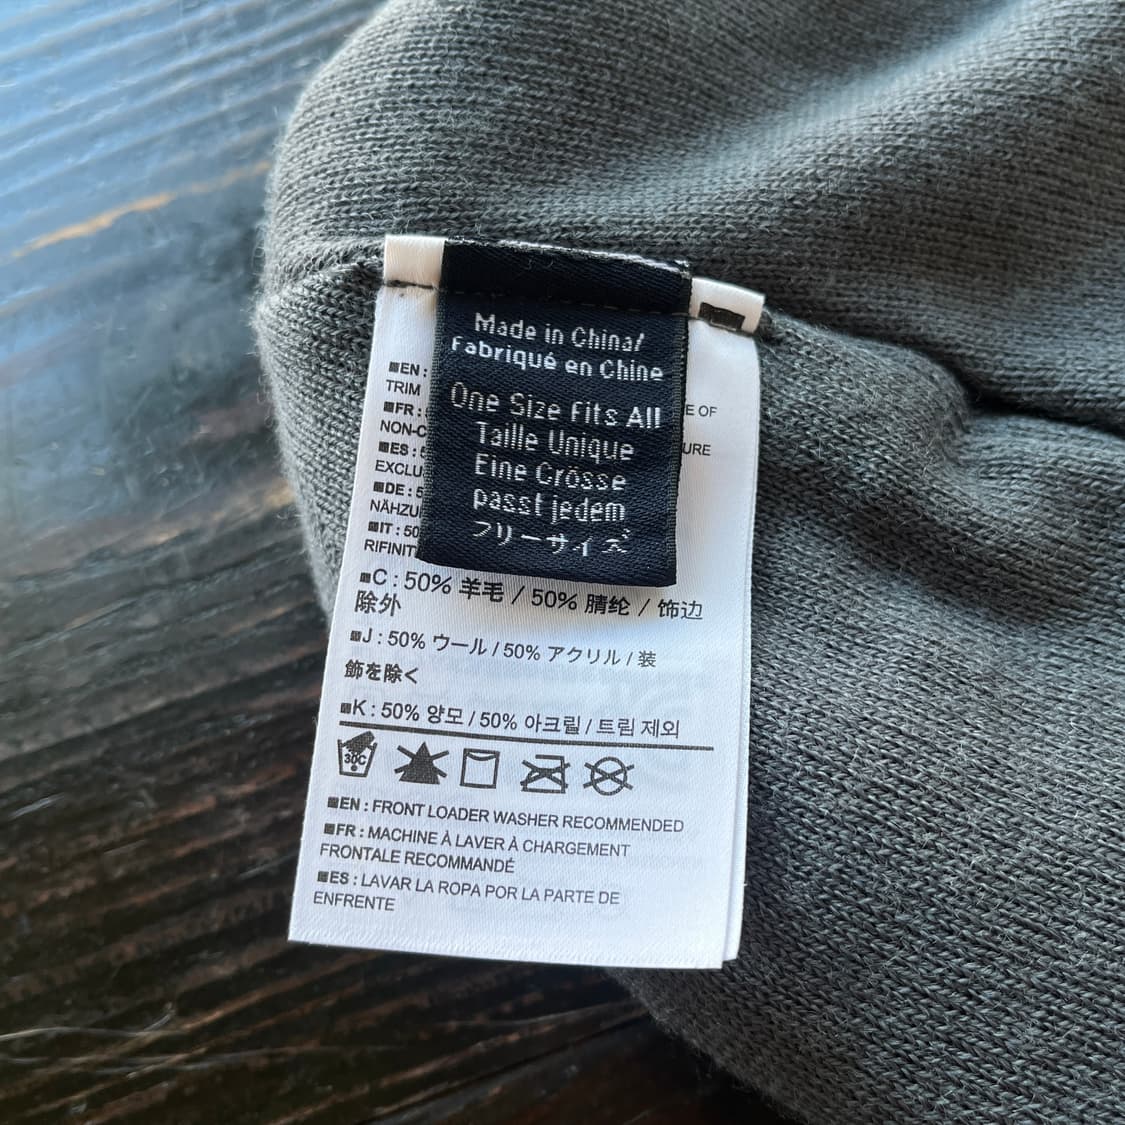 Made in China/
Fabriqué en Chine
One Size Fits All
Taille Unique
Eine Grösse
passt jedem
フリーサイズ
EN :
TRIM
E OF
FR :
NON-C
URE
ES :
EXCLU
DE : 5
NÄHZU
IT : 50
RIFINIT
C : 50% 羊毛 / 50% 腈纶 / 饰边
除外
J : 50% ウール / 50% アクリル / 装
飾を除く
K : 50% 양모 / 50% 아크릴 / 트림 제외
30C
EN : FRONT LOADER WASHER RECOMMENDED
FR : MACHINE À LAVER À CHARGEMENT
FRONTALE RECOMMANDÉ
ES : LAVAR LA ROPA POR LA PARTE DE
ENFRENTE